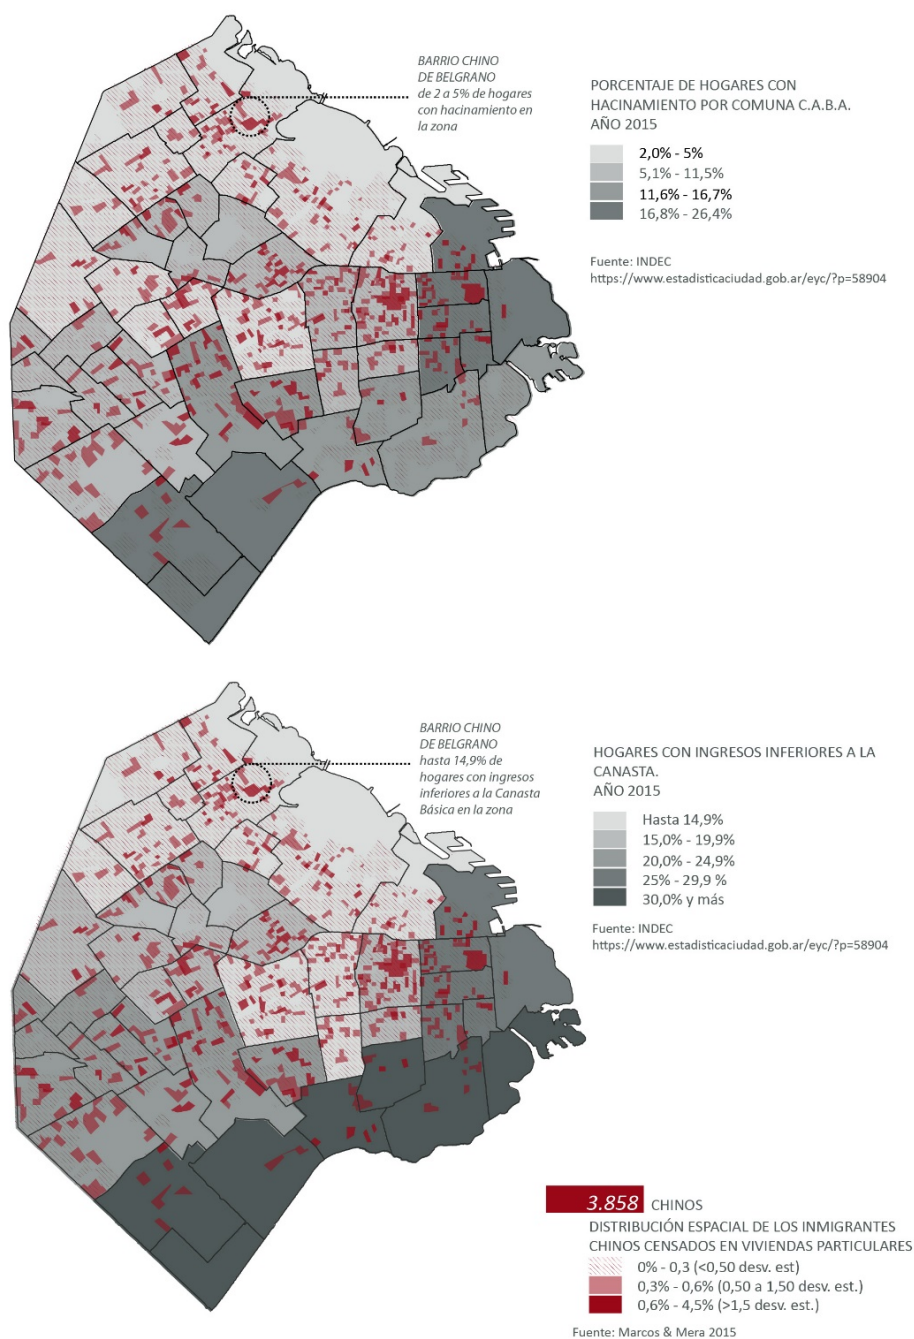 BARRIO CHINO
DE BELGRANO
de 2 a 5% de hogares
con hacinamiento en
la zona
PORCENTAJE DE HOGARES CON
HACINAMIENTO POR COMUNA C.A.B.A.
AÑO 2015
2,0% - 5%
5,1% - 11,5%
11,6% - 16,7%
16,8% - 26,4%
Fuente: INDEC
https://www.estadisticaciudad.gob.ar/eyc/?p=58904
BARRIO CHINO
DE BELGRANO
hasta 14,9% de
hogares con ingresos
inferiores a la Canasta
Básica en la zona
HOGARES CON INGRESOS INFERIORES A LA
CANASTA.
AÑO 2015
Hasta 14,9%
15,0% - 19,9%
20,0% - 24,9%
25% - 29,9 %
30,0% y más
Fuente: INDEC
https://www.estadisticaciudad.gob.ar/eyc/?p=58904
3.858 CHINOS
DISTRIBUCIÓN ESPACIAL DE LOS INMIGRANTES
CHINOS CENSADOS EN VIVIENDAS PARTICULARES
0% - 0,3 (<0,50 desv. est)
0,3% - 0,6% (0,50 a 1,50 desv. est.)
0,6% - 4,5% (>1,5 desv. est.)
Fuente: Marcos & Mera 2015